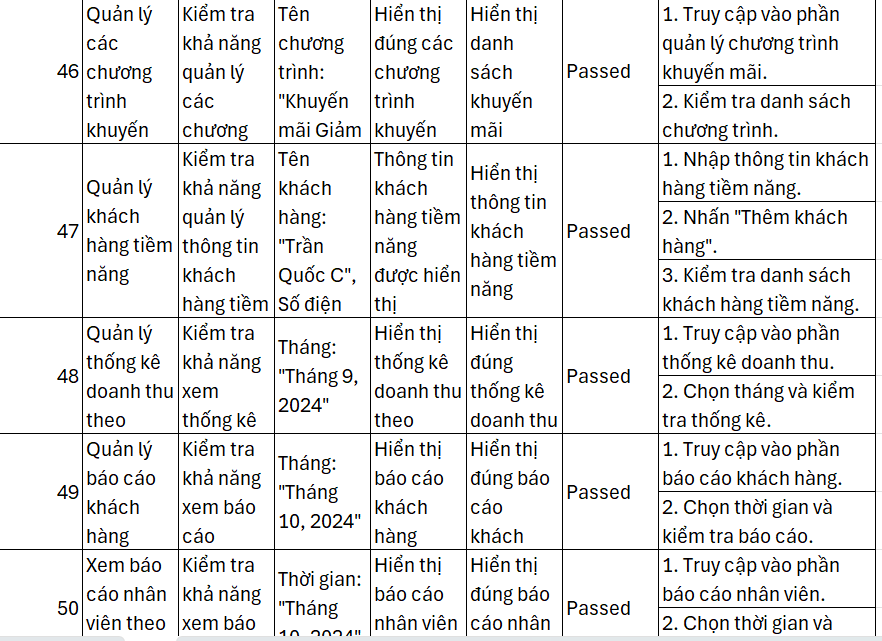 46
Quản lý
các
chương
trình
khuyến
Kiểm tra
khả năng
quản lý
các
chương
Tên
chương
trình:
"Khuyến
mãi Giảm
Hiển thị
đúng các
chương
trình
khuyến
Hiển thị
danh
sách
khuyến
mãi
Passed
1. Truy cập vào phần
quản lý chương trình
khuyến mãi.
2. Kiểm tra danh sách
chương trình.
47
Quản lý
khách
hàng tiềm
năng
Kiểm tra
khả năng
quản lý
thông tin
khách
hàng tiềm
Tên
khách
hàng:
"Trần
Quốc C",
Số điện
Thông tin
khách
hàng tiềm
năng
được hiển
thị
Hiển thị
thông tin
khách
hàng tiềm
năng
Passed
1. Nhập thông tin khách
hàng tiềm năng.
2. Nhấn "Thêm khách
hàng".
3. Kiểm tra danh sách
khách hàng tiềm năng.
48
Quản lý
thống kê
doanh thu
theo
Kiểm tra
khả năng
xem
thống kê
Tháng:
"Tháng 9,
2024"
Hiển thị
thống kê
doanh thu
theo
Hiển thị
đúng
thống kê
doanh thu
Passed
1. Truy cập vào phần
thống kê doanh thu.
2. Chọn tháng và kiểm
tra thống kê.
49
Quản lý
báo cáo
khách
hàng
Kiểm tra
khả năng
xem báo
cáo
Tháng:
"Tháng
10, 2024"
Hiển thị
báo cáo
khách
hàng
Hiển thị
đúng báo
cáo
khách
Passed
1. Truy cập vào phần
báo cáo khách hàng.
2. Chọn thời gian và
kiểm tra báo cáo.
50
Xem báo
cáo nhân
viên theo
Kiểm tra
khả năng
xem báo
Thời gian:
"Tháng
10, 2024"
Hiển thị
báo cáo
nhân viên
Hiển thị
đúng báo
cáo nhân
Passed
1. Truy cập vào phần
báo cáo nhân viên.
2. Chọn thời gian và